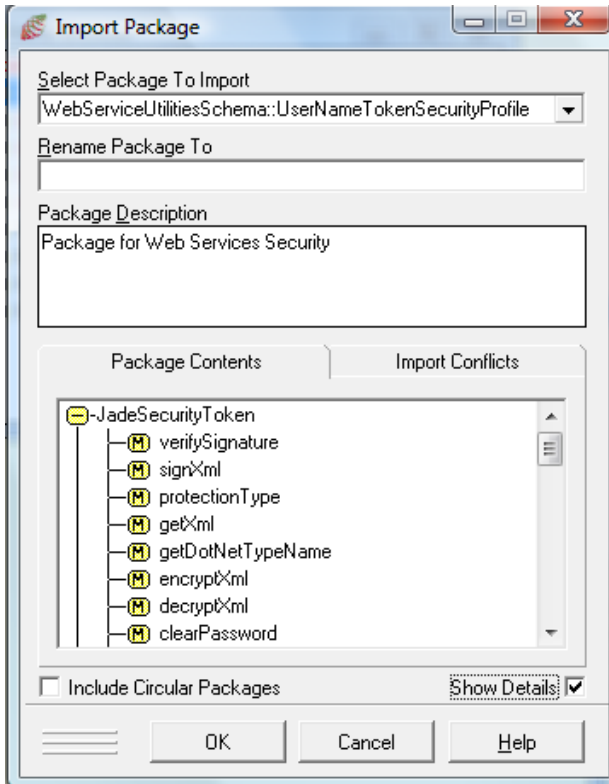 Import Package
Select Package To Import
WebServiceUtilitiesSchema::UserNameTokenSecurityProfile
Rename Package To
Package Description
Package for Web Services Security
Package Contents Import Conflicts
JadeSecurityToken
M verifySignature
M signXml
M protectionType
M getXml
M getDotNetTypeName
M encryptXml
M decryptXml
M clearPassword
Include Circular Packages Show Details
OK Cancel Help